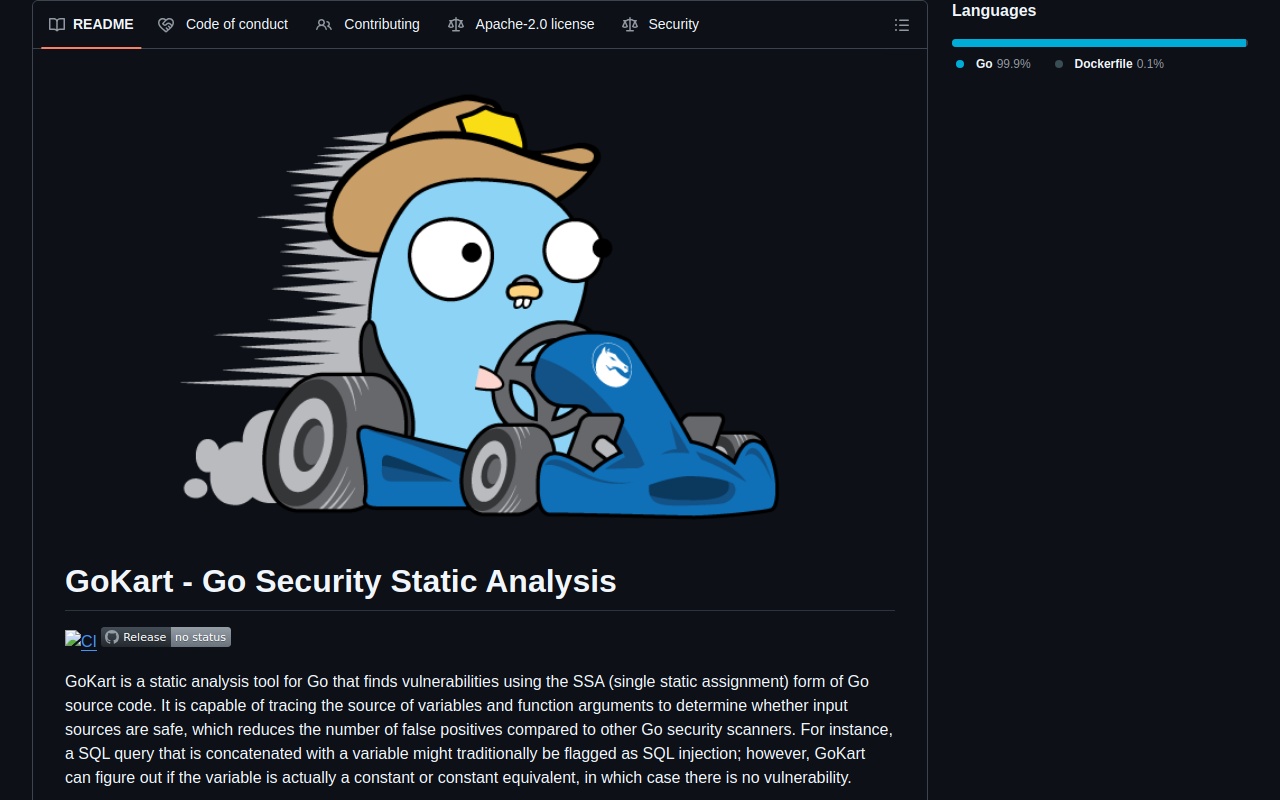 README
Code of conduct
Contributing
Apache-2.0 license
Security
Languages
Go 99.9%
Dockerfile 0.1%
GoKart - Go Security Static Analysis
CI
Release no status
GoKart is a static analysis tool for Go that finds vulnerabilities using the SSA (single static assignment) form of Go
source code. It is capable of tracing the source of variables and function arguments to determine whether input
sources are safe, which reduces the number of false positives compared to other Go security scanners. For instance,
a SQL query that is concatenated with a variable might traditionally be flagged as SQL injection; however, GoKart
can figure out if the variable is actually a constant or constant equivalent, in which case there is no vulnerability.